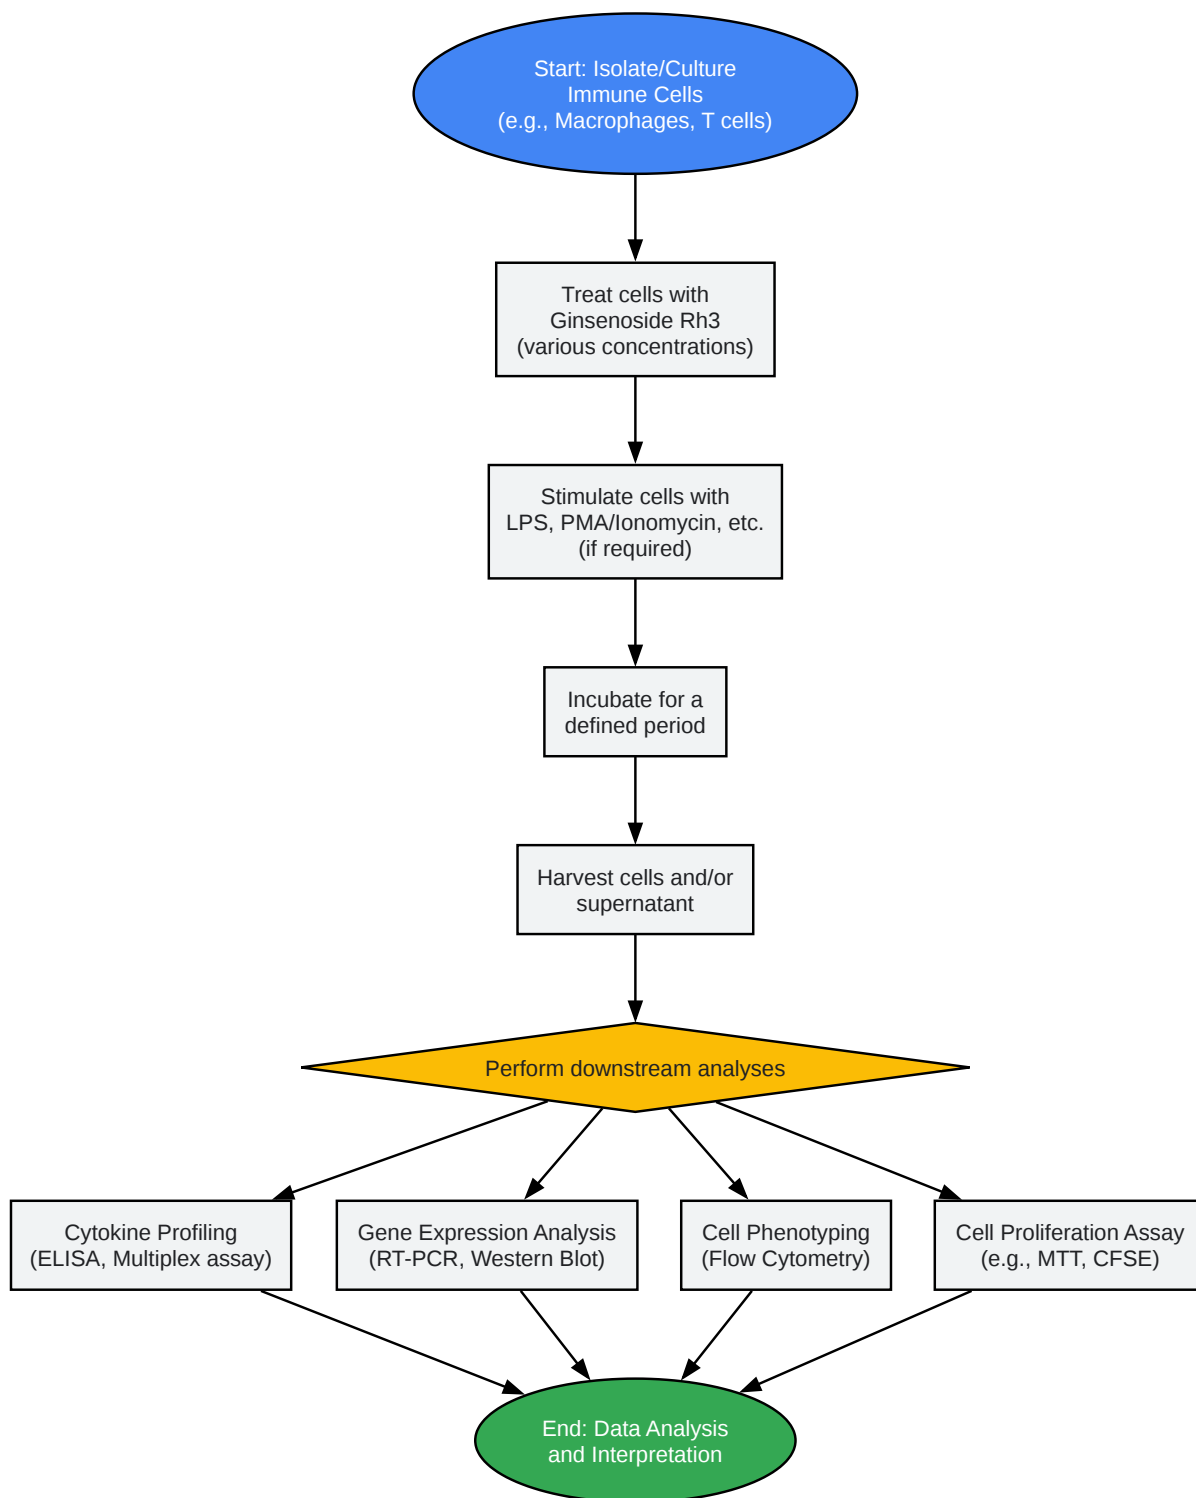 Start: Isolate/Culture
Immune Cells
(e.g., Macrophages, T cells)
Treat cells with
Ginsenoside Rh3
(various concentrations)
Stimulate cells with
LPS, PMA/Ionomycin, etc.
(if required)
Incubate for a
defined period
Harvest cells and/or
supernatant
Perform downstream analyses
Cytokine Profiling
(ELISA, Multiplex assay)
Gene Expression Analysis
(RT-PCR, Western Blot)
Cell Phenotyping
(Flow Cytometry)
Cell Proliferation Assay
(e.g., MTT, CFSE)
End: Data Analysis
and Interpretation